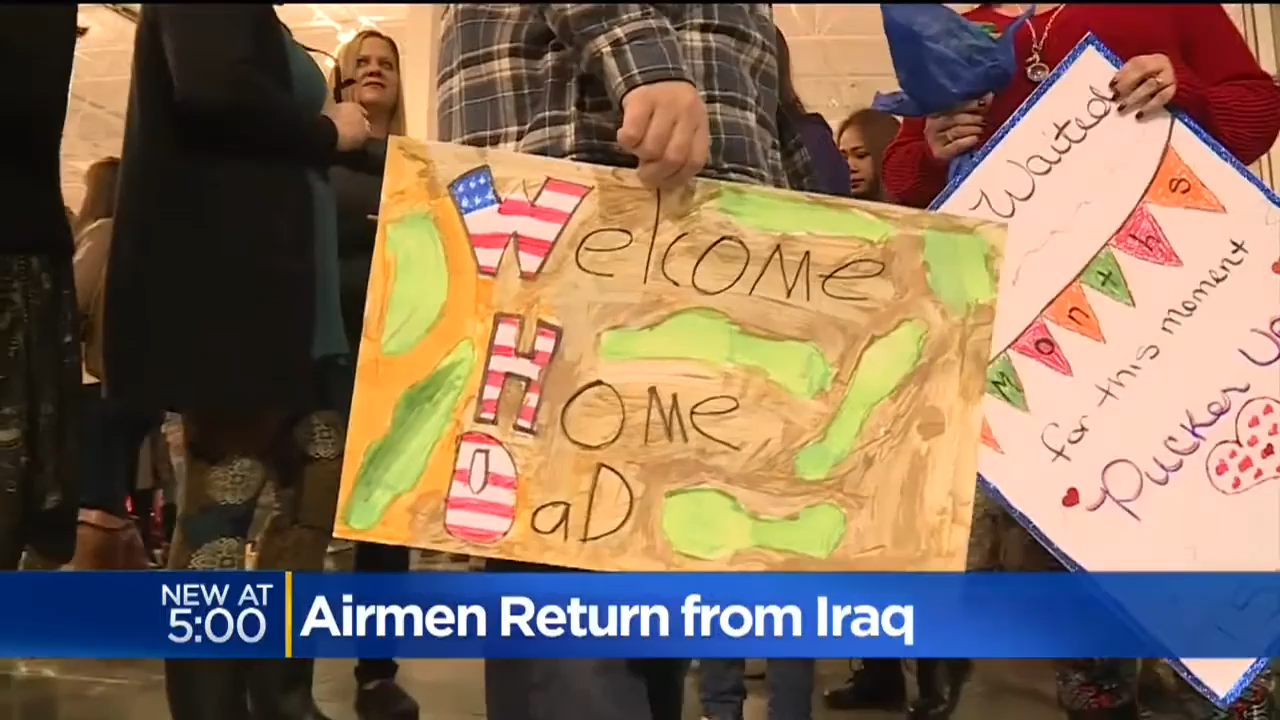 Welcome
Home
DaD
Waited
Months
for this moment
Pucker
NEW AT
5:00
Airmen Return from Iraq